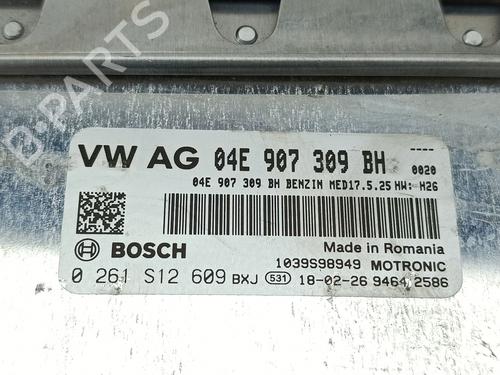 VW AG 04E 907 309 BH 0020
04E 907 309 BH BENZIN MED17.5.25 HW: H26
BOSCH
Made in Romania
1039S98949 MOTRONIC
0 261 S12 609 BXJ 531 18-02-26 9464 2586
B-Parts